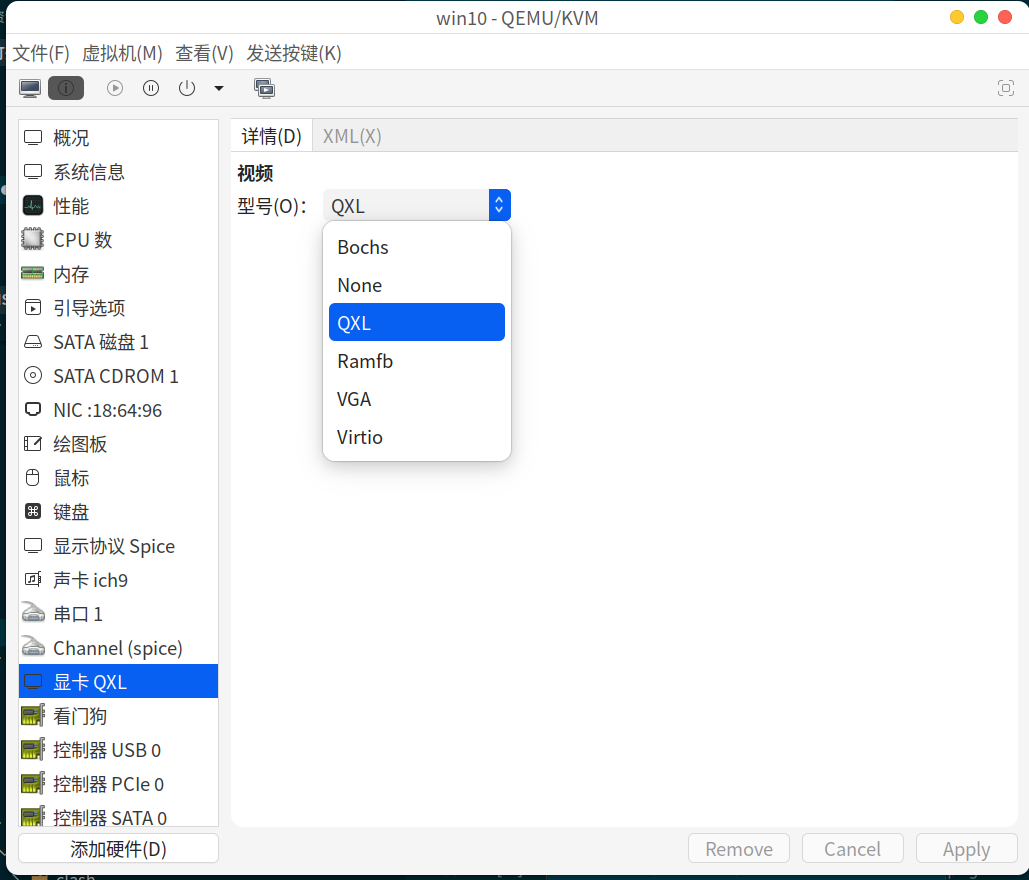 win10 - QEMU/KVM
文件(F) 虚拟机(M) 查看(V) 发送按键(K)
概况
系统信息
性能
CPU 数
内存
引导选项
SATA 磁盘 1
SATA CDROM 1
NIC :18:64:96
绘图板
鼠标
键盘
显示协议 Spice
声卡 ich9
串口 1
Channel (spice)
显卡 QXL
看门狗
控制器 USB 0
控制器 PCIe 0
控制器 SATA 0
添加硬件(D)
详情(D) XML(X)
视频
型号(O): QXL
Bochs
None
QXL
Ramfb
VGA
Virtio
Remove Cancel Apply
clash